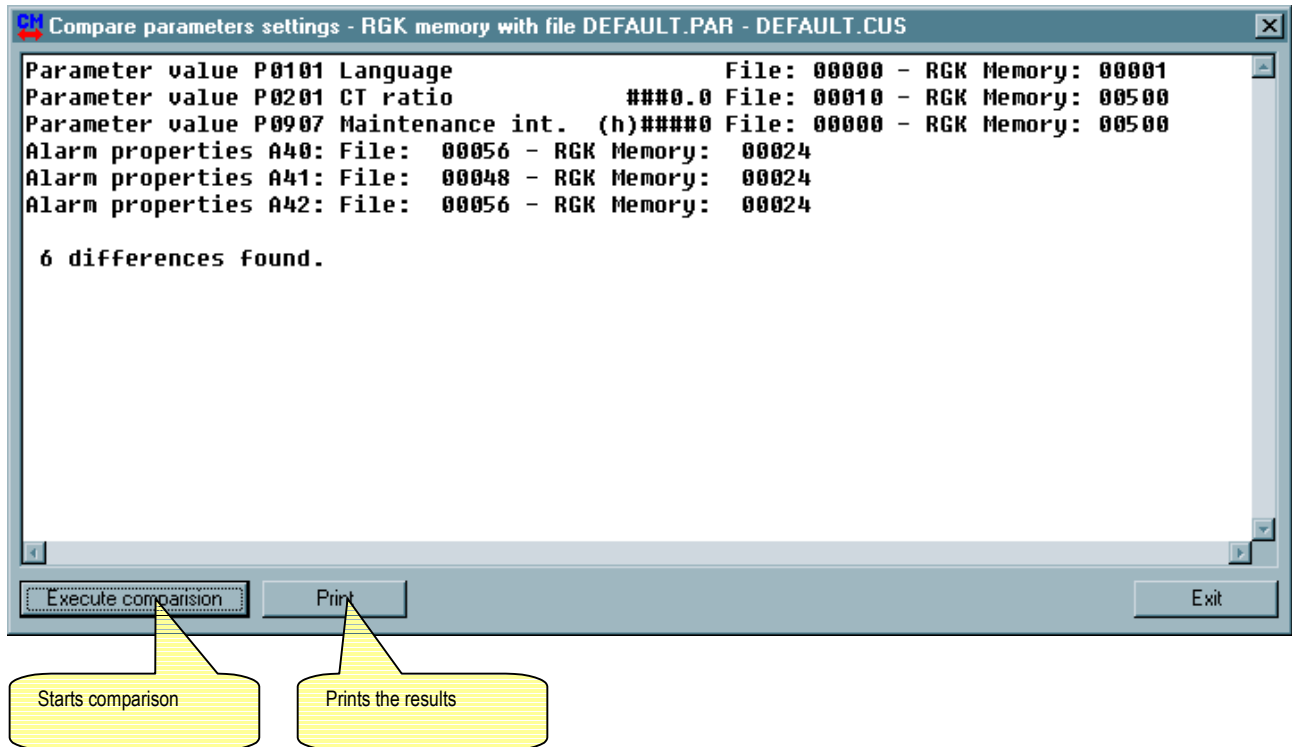 CM Compare parameters settings - RGK memory with file DEFAULT.PAR - DEFAULT.CUS
Parameter value P0101 Language File: 00000 - RGK Memory: 00001
Parameter value P0201 CT ratio ###0.0 File: 00010 - RGK Memory: 00500
Parameter value P0907 Maintenance int. (h)####0 File: 00000 - RGK Memory: 00500
Alarm properties A40: File: 00056 - RGK Memory: 00024
Alarm properties A41: File: 00048 - RGK Memory: 00024
Alarm properties A42: File: 00056 - RGK Memory: 00024
6 differences found.
Execute comparision Print Exit
Starts comparison Prints the results